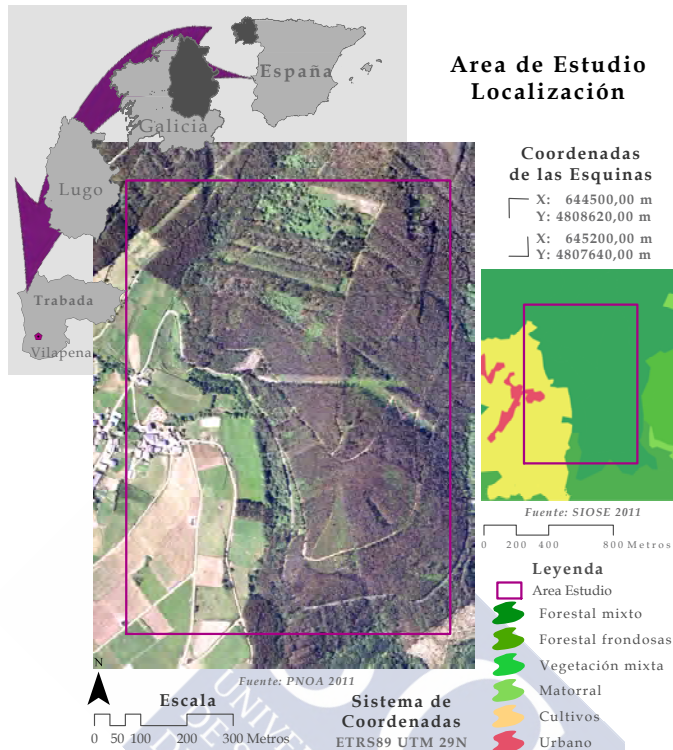 España
Galicia
Lugo
Trabada
Vilapena
Area de Estudio
Localización
Coordenadas
de las Esquinas
X: 644500,00 m
Y: 4808620,00 m
X: 645200,00 m
Y: 4807640,00 m
Fuente: SIOSE 2011
0 200 400 800 Metros
Leyenda
Area Estudio
Forestal mixto
Forestal frondosas
Vegetación mixta
Matorral
Cultivos
Urbano
N
Fuente: PNOA 2011
Escala
0 50 100 200 300 Metros
Sistema de
Coordenadas
ETRS89 UTM 29N